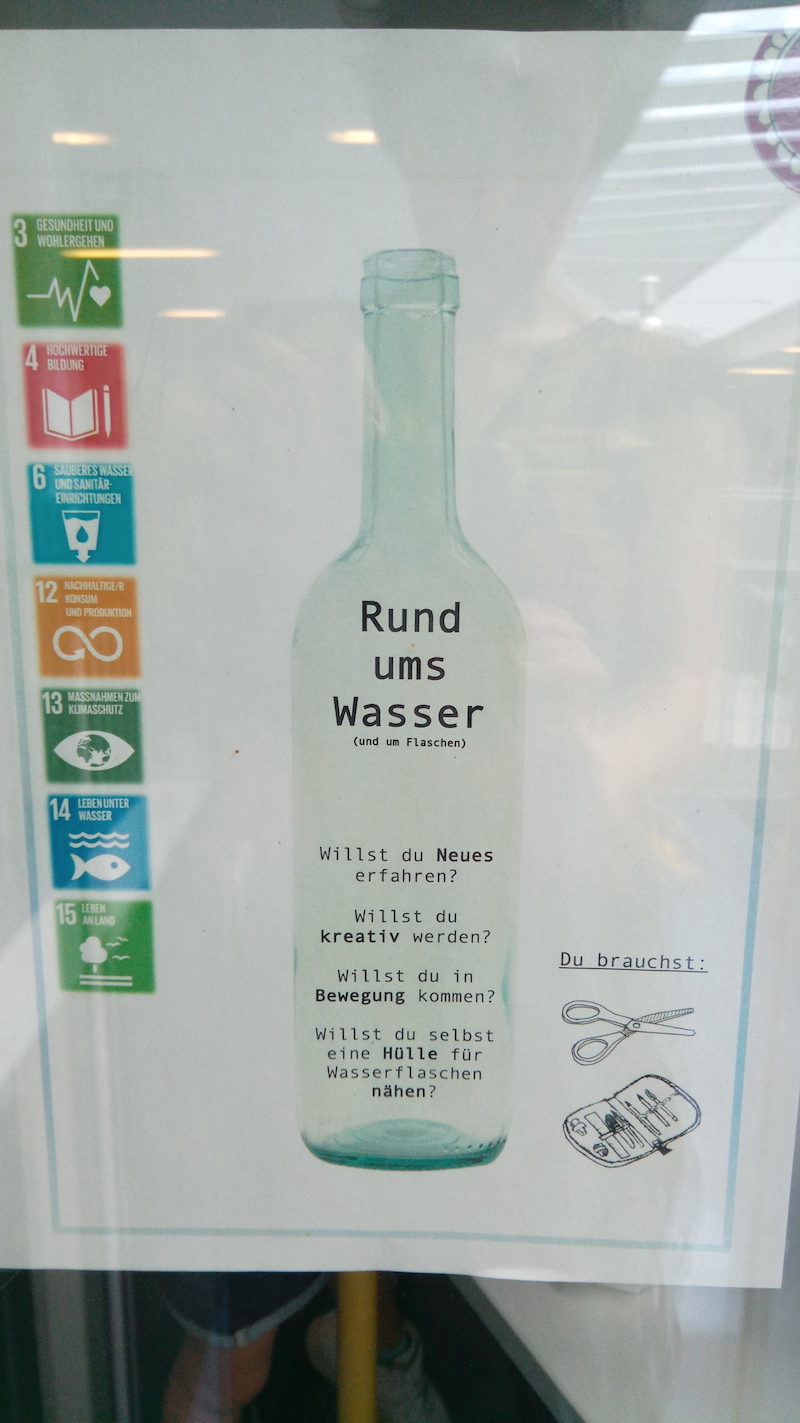 3 GESUNDHEIT UND
WOHLERGEHEN
4 HOCHWERTIGE
BILDUNG
6 SAUBERES WASSER
UND SANITÄR-
EINRICHTUNGEN
12 NACHHALTIGE/R
KONSUM
UND PRODUKTION
13 MASSNAHMEN ZUM
KLIMASCHUTZ
14 LEBEN UNTER
WASSER
15 LEBEN
AN LAND
Rund
ums
Wasser
(und um Flaschen)
Willst du Neues
erfahren?
Willst du
kreativ werden?
Willst du in
Bewegung kommen?
Willst du selbst
eine Hülle für
Wasserflaschen
nähen?
Du brauchst: